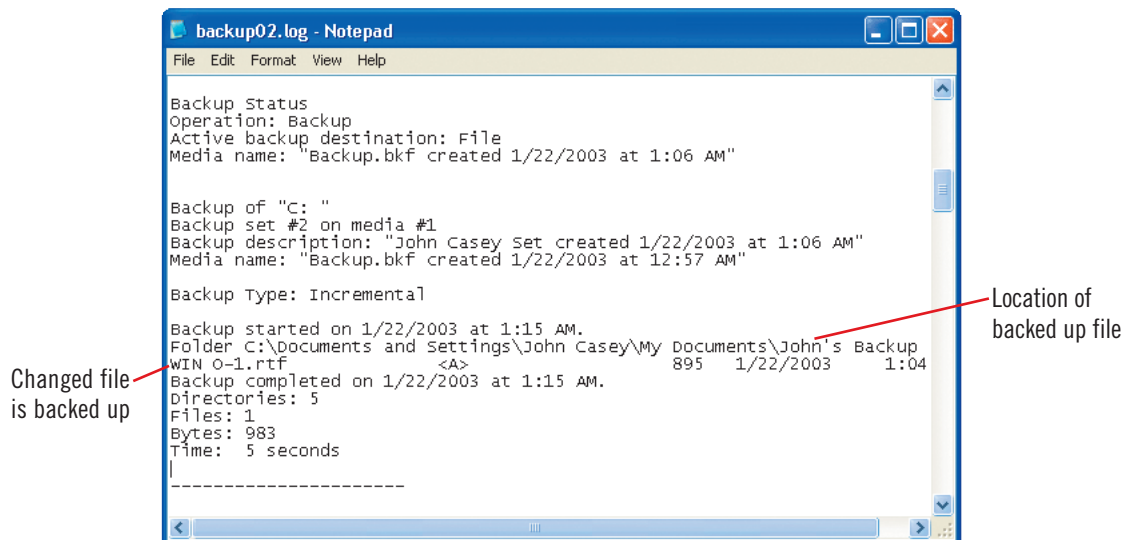 backup02.log - Notepad
File Edit Format View Help
Backup Status
Operation: Backup
Active backup destination: File
Media name: "Backup.bkf created 1/22/2003 at 1:06 AM"
Backup of "C: "
Backup set #2 on media #1
Backup description: "John Casey Set created 1/22/2003 at 1:06 AM"
Media name: "Backup.bkf created 1/22/2003 at 12:57 AM"
Backup Type: Incremental
Backup started on 1/22/2003 at 1:15 AM.
Folder C:\Documents and Settings\John Casey\My Documents\John's Backup
WIN O-1.rtf <A> 895 1/22/2003 1:04
Backup completed on 1/22/2003 at 1:15 AM.
Directories: 5
Files: 1
Bytes: 983
Time: 5 seconds
----------------------
Location of
backed up file
Changed file
is backed up